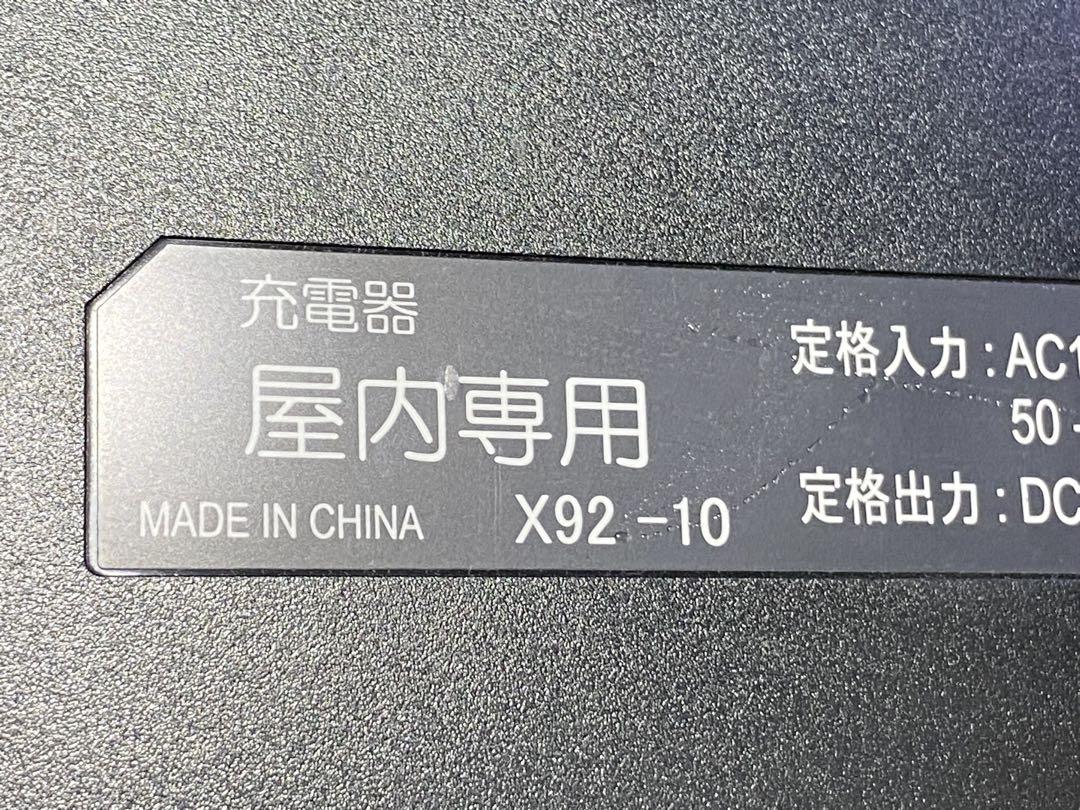 充電器
屋内専用
MADE IN CHINA X92-10
定格入力:AC1
50-
定格出力:DC